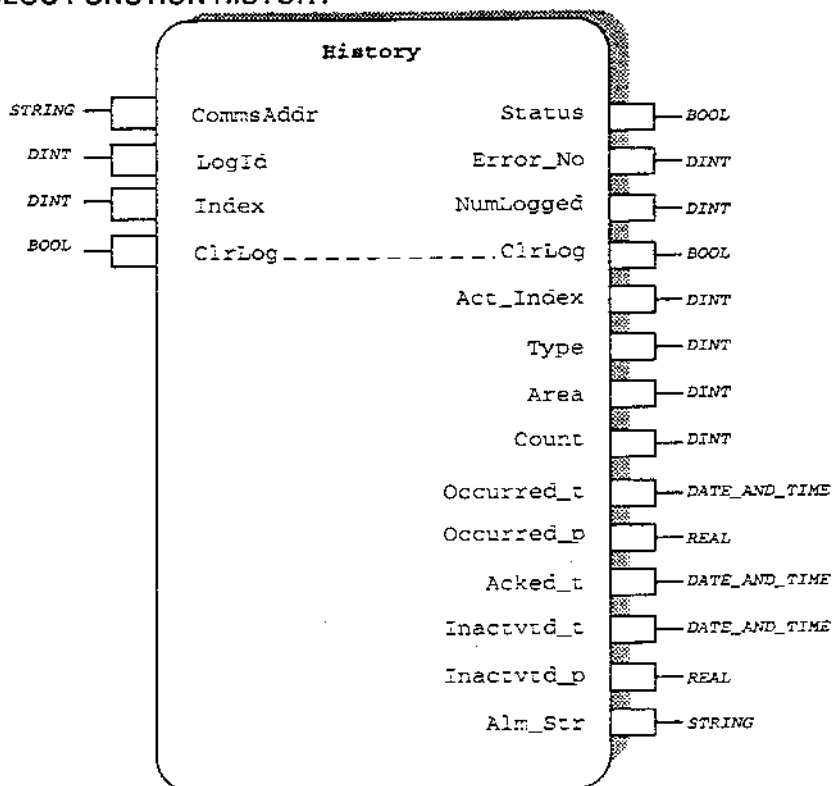 History
STRING CommsAddr Status BOOL
DINT LogId Error_No DINT
DINT Index NumLogged DINT
BOOL ClrLog ClrLog BOOL
Act_Index DINT
Type DINT
Area DINT
Count DINT
Occurred_t DATE_AND_TIME
Occurred_p REAL
Acked_t DATE_AND_TIME
Inactvtd_t DATE_AND_TIME
Inactvtd_p REAL
Alm_Str STRING